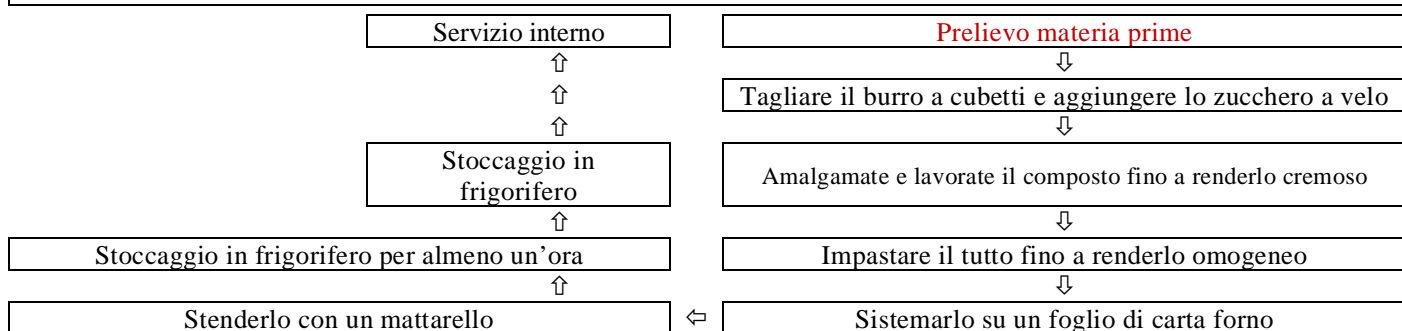 Servizio interno
Prelievo materia prime
⇧
⇩
⇧
Tagliare il burro a cubetti e aggiungere lo zucchero a velo
⇧
⇩
Stoccaggio in
frigorifero
Amalgamate e lavorate il composto fino a renderlo cremoso
⇧
⇩
Stoccaggio in frigorifero per almeno un’ora
Impastare il tutto fino a renderlo omogeneo
⇧
⇩
Stenderlo con un mattarello
⇦
Sistemarlo su un foglio di carta forno